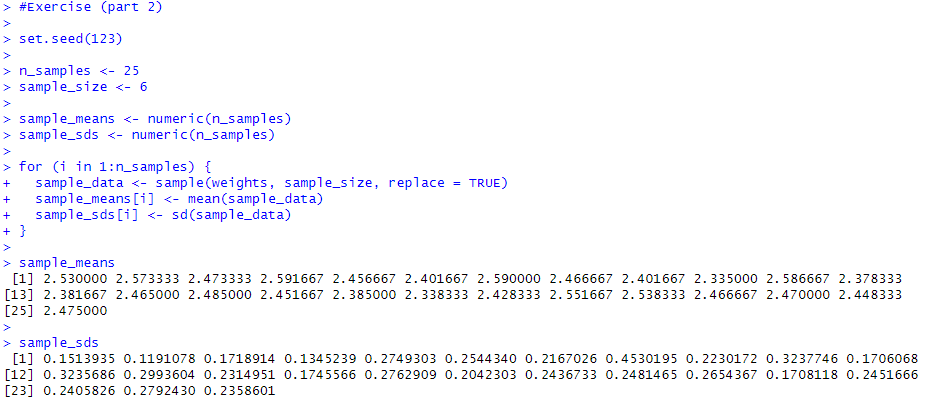 > #Exercise (part 2)
>
> set.seed(123)
>
> n_samples <- 25
> sample_size <- 6
>
> sample_means <- numeric(n_samples)
> sample_sds <- numeric(n_samples)
>
> for (i in 1:n_samples) {
+   sample_data <- sample(weights, sample_size, replace = TRUE)
+   sample_means[i] <- mean(sample_data)
+   sample_sds[i] <- sd(sample_data)
+ }
>
> sample_means
 [1] 2.530000 2.573333 2.473333 2.591667 2.456667 2.401667 2.590000 2.466667 2.401667 2.335000 2.586667 2.378333
[13] 2.381667 2.465000 2.485000 2.451667 2.385000 2.338333 2.428333 2.551667 2.538333 2.466667 2.470000 2.448333
[25] 2.475000
>
> sample_sds
 [1] 0.1513935 0.1191078 0.1718914 0.1345239 0.2749303 0.2544340 0.2167026 0.4530195 0.2230172 0.3237746 0.1706068
[12] 0.3235686 0.2993604 0.2314951 0.1745566 0.2762909 0.2042303 0.2436733 0.2481465 0.2654367 0.1708118 0.2451666
[23] 0.2405826 0.2792430 0.2358601